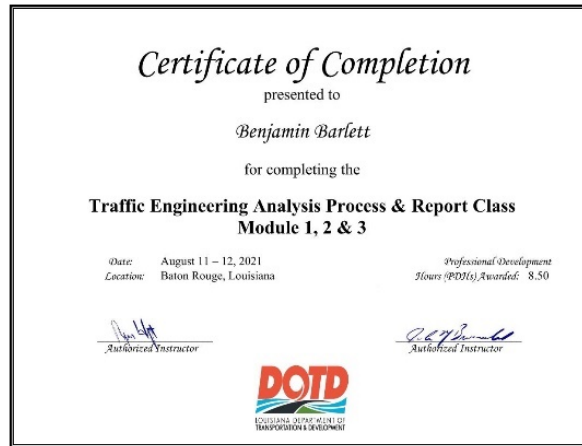 Certificate of Completion
presented to
Benjamin Barlett
for completing the
Traffic Engineering Analysis Process & Report Class
Module 1, 2 & 3
Date: August 11 – 12, 2021
Location: Baton Rouge, Louisiana
Professional Development
Hours (PDHs) Awarded: 8.50
Authorized Instructor
Authorized Instructor
DOTD
LOUISIANA DEPARTMENT OF
TRANSPORTATION & DEVELOPMENT